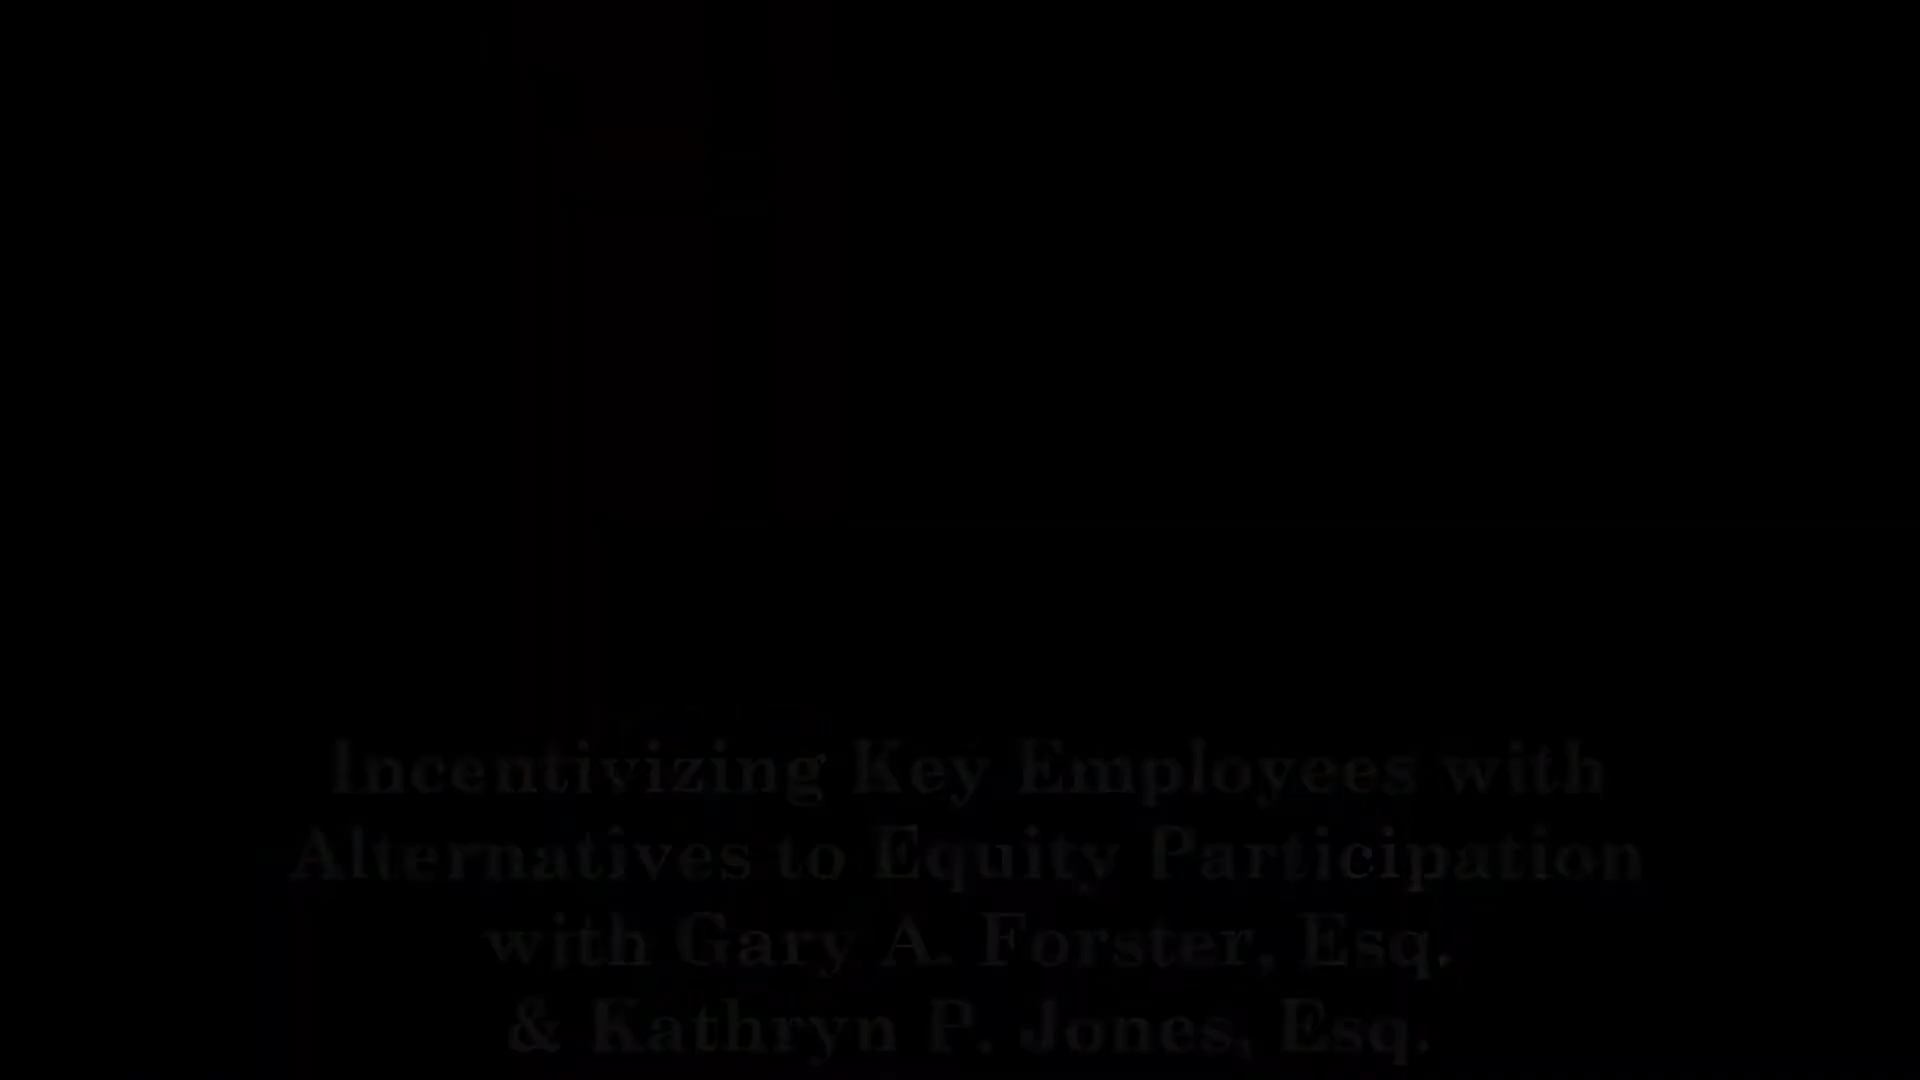 Incentivizing Key Employees with
Alternatives to Equity Participation
with Gary A. Forster, Esq.
& Kathryn P. Jones, Esq.